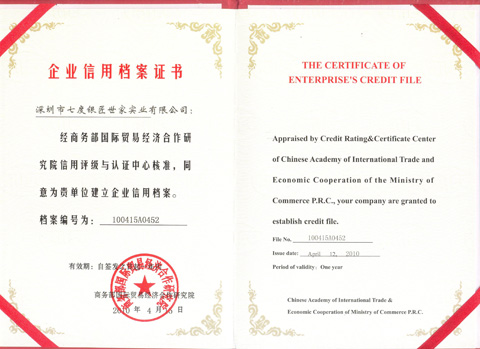 企业信用档案证书
深圳市七度银匠世家实业有限公司:
经商务部国际贸易经济合作研
究院信用评级与认证中心核准,同
意为贵单位建立企业信用档案。
档案编号为: 100415A0452
有效期:自签发
商务部国际贸易经济合作研究院
2010 年 4 月 15 日
THE CERTIFICATE OF
ENTERPRISE'S CREDIT FILE
Appraised by Credit Rating&Certificate Center
of Chinese Academy of International Trade and
Economic Cooperation of the Ministry of
Commerce P.R.C., your company are granted to
establish credit file.
File No. 100415A0452
Issue date: April 2010
Period of validity: One year
Chinese Academy of International Trade &
Economic Cooperation of Ministry of Commerce P.R.C.